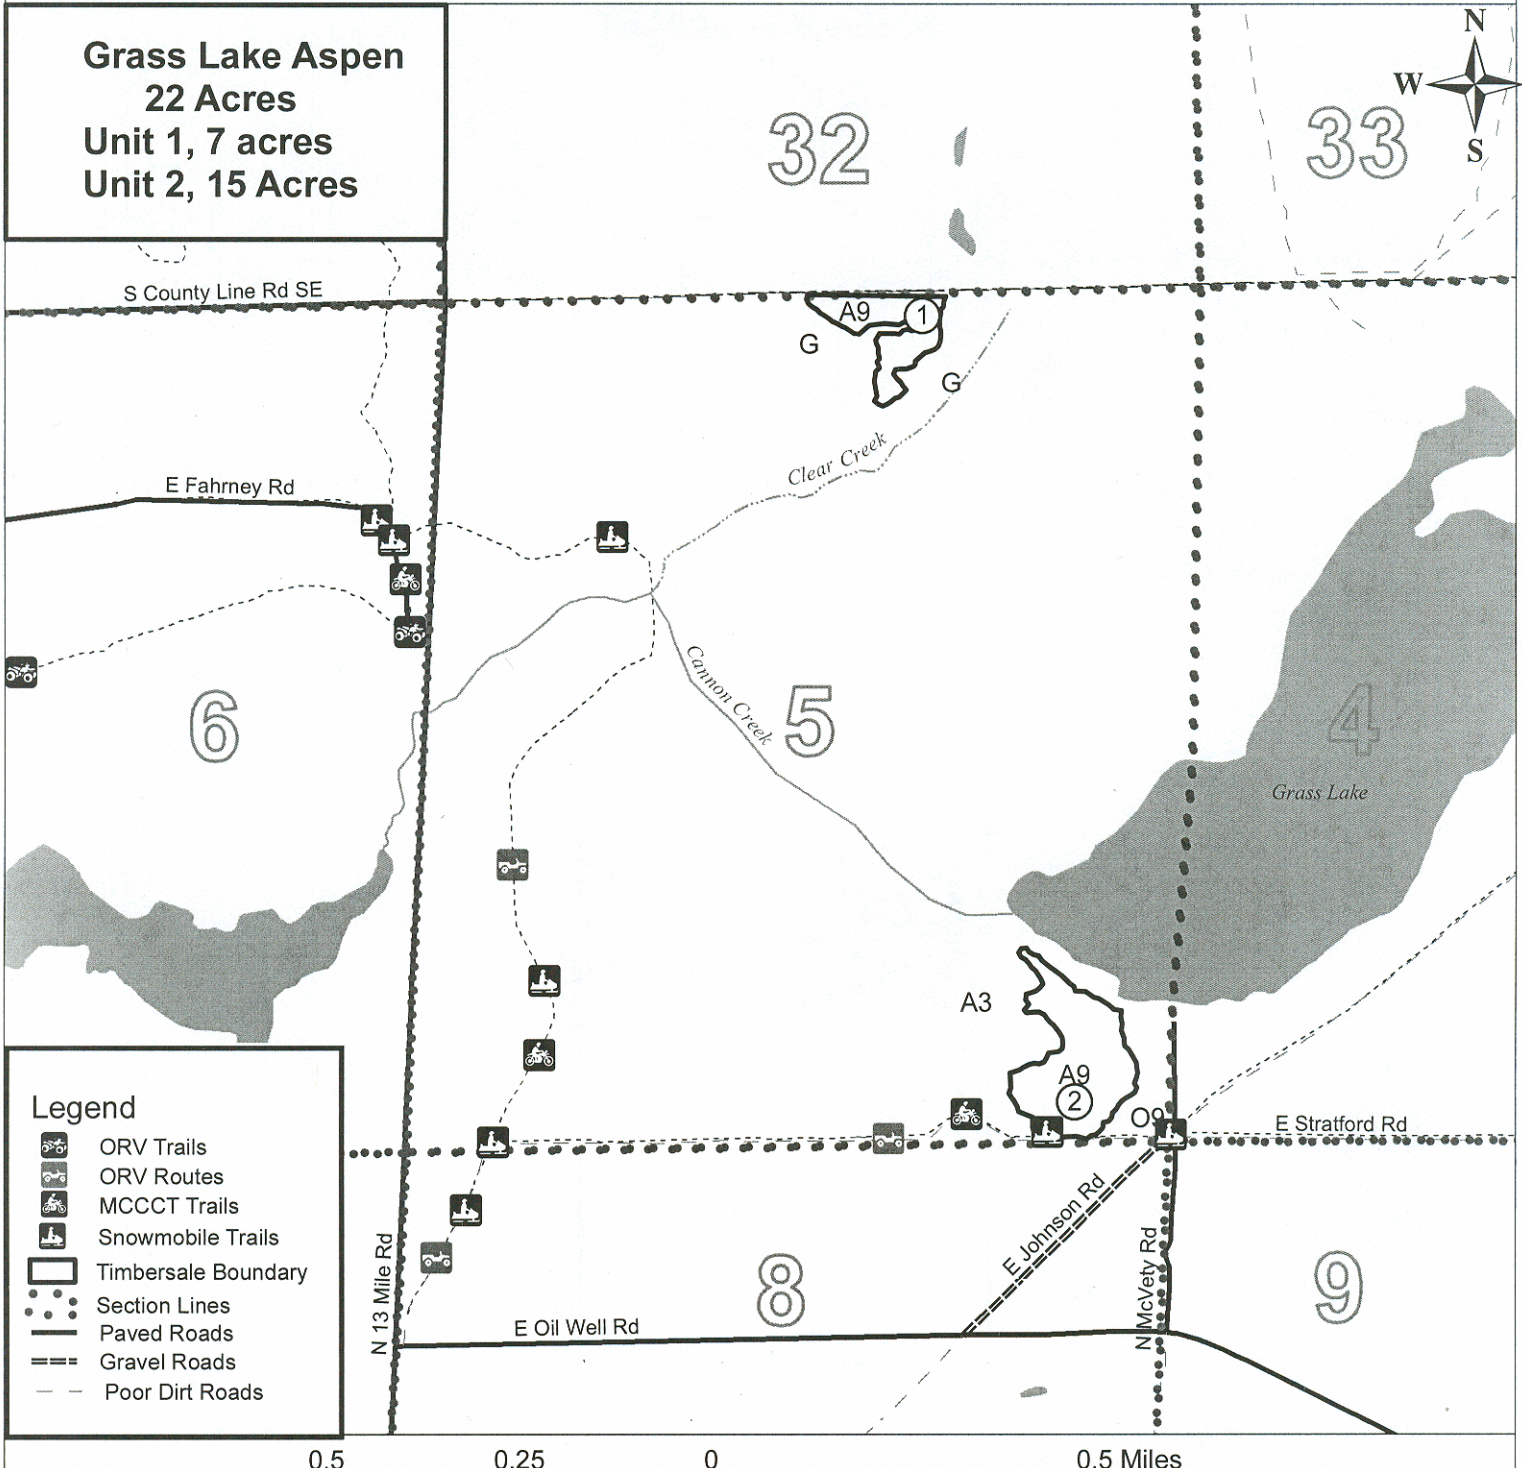 Grass Lake Aspen
22 Acres
Unit 1, 7 acres
Unit 2, 15 Acres
N
W
S
32
33
S County Line Rd SE
A9
1
G
G
Clear Creek
E Fahrney Rd
6
Cannon Creek
5
4
Grass Lake
A3
A9
2
O9
E Stratford Rd
Legend
ORV Trails
ORV Routes
MCCCT Trails
Snowmobile Trails
Timbersale Boundary
Section Lines
Paved Roads
Gravel Roads
Poor Dirt Roads
N 13 Mile Rd
E Oil Well Rd
8
E Johnson Rd
N McVety Rd
9
0.5 0.25 0 0.5 Miles